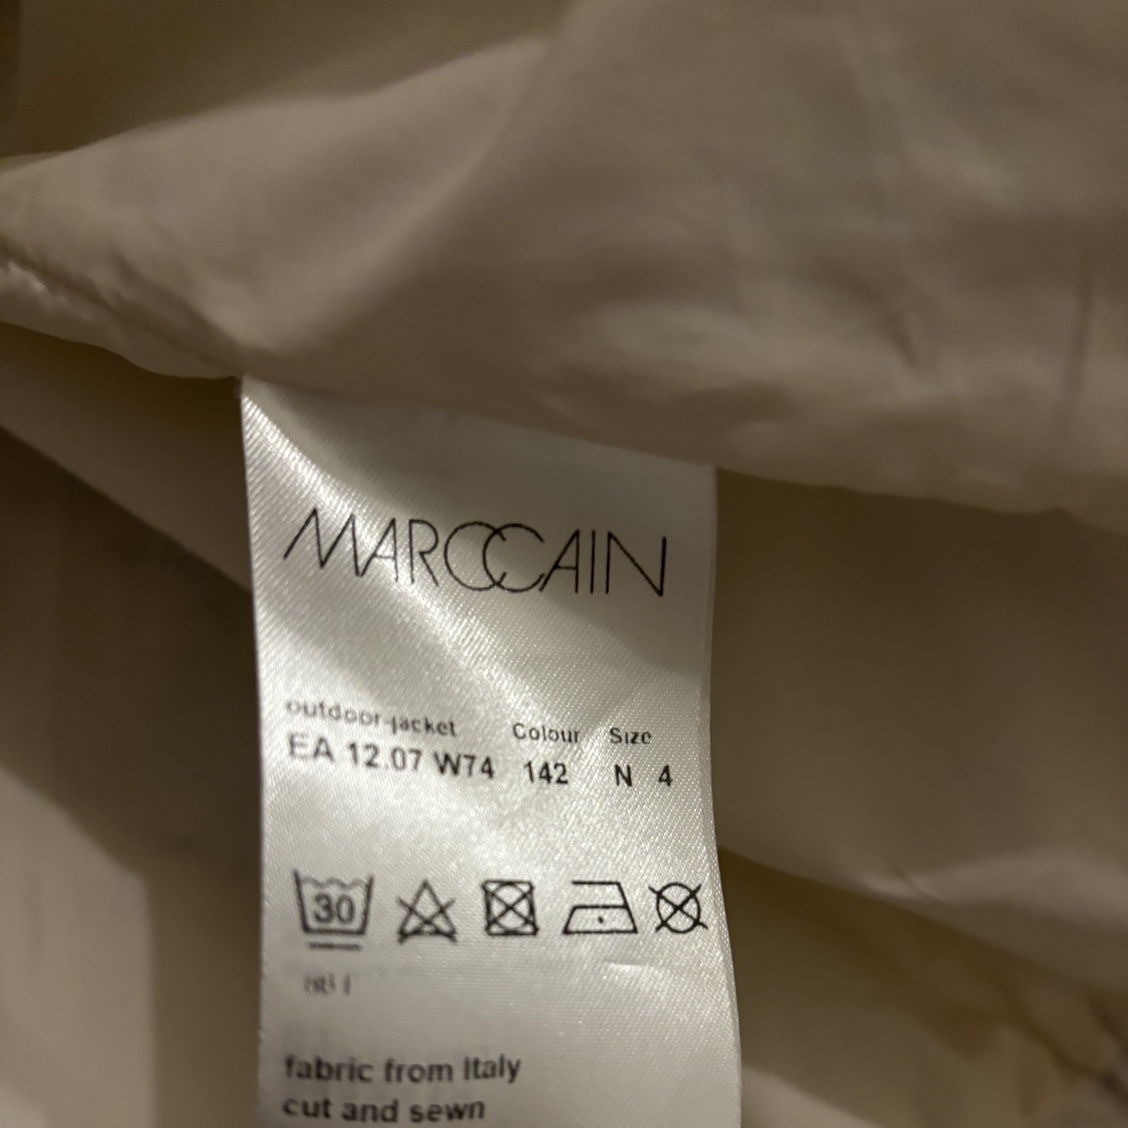 MARCCAIN
outdoor-jacket Colour Size
EA 12.07 W74 142 N 4
30
fabric from Italy
cut and sewn